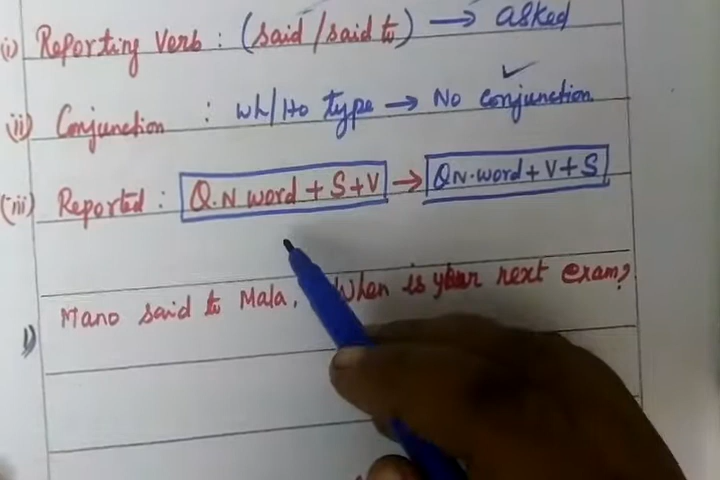 (i) Reporting Verb : (said/said to) → asked
(ii) Conjunction : Wh/Ho type → No conjunction
(iii) Reported : Q.N word + S + V → QN.word + V + S
1) Mano said to Mala, When is your next exam?